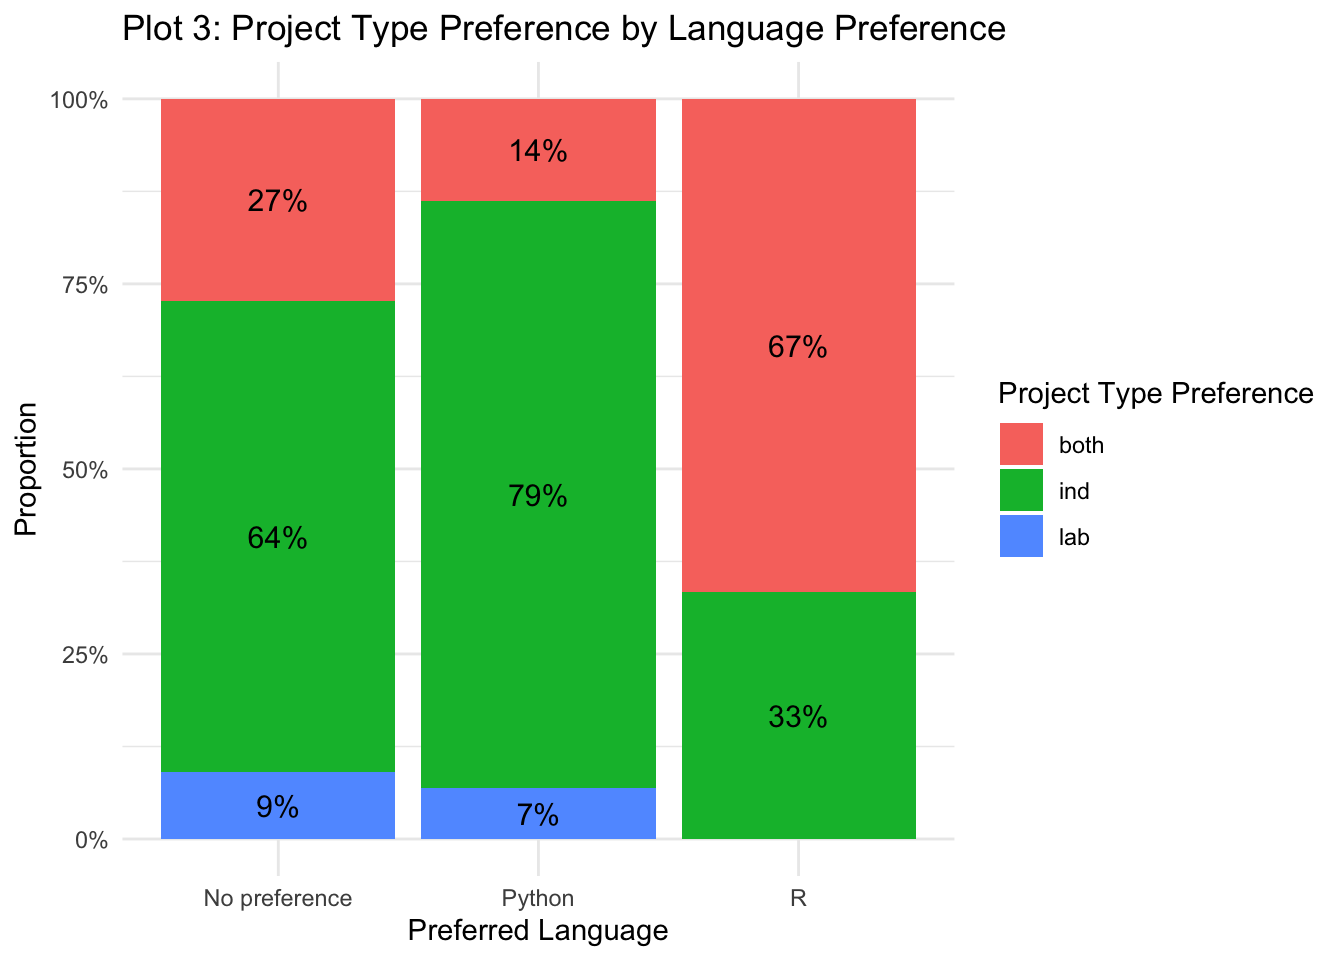 Plot 3: Project Type Preference by Language Preference
100%
75%
50%
25%
0%
Proportion
27%
64%
9%
14%
79%
7%
67%
33%
No preference
Python
R
Preferred Language
Project Type Preference
both
ind
lab